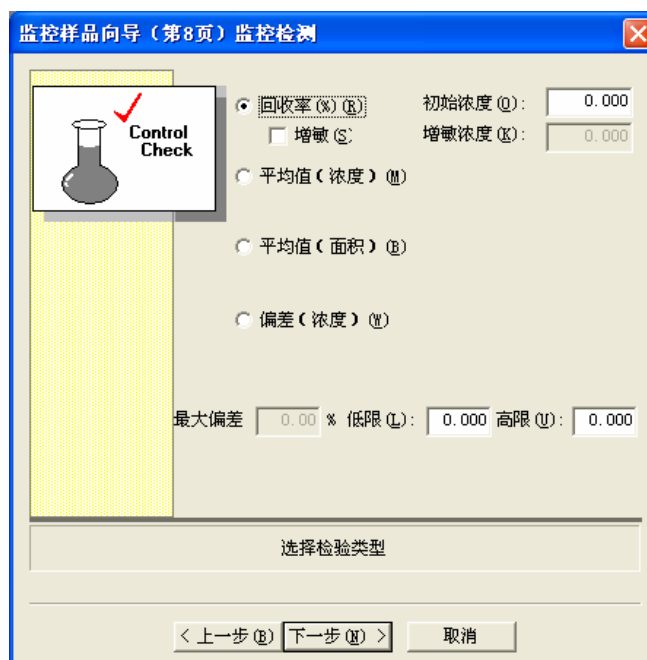 监控样品向导（第8页）监控检测
Control
Check
回收率(%)(R) 初始浓度(O): 0.000
增敏(S) 增敏浓度(K): 0.000
平均值(浓度)(M)
平均值(面积)(E)
偏差(浓度)(W)
最大偏差 0.00 % 低限(L): 0.000 高限(U): 0.000
选择检验类型
< 上一步(B) 下一步(N) > 取消